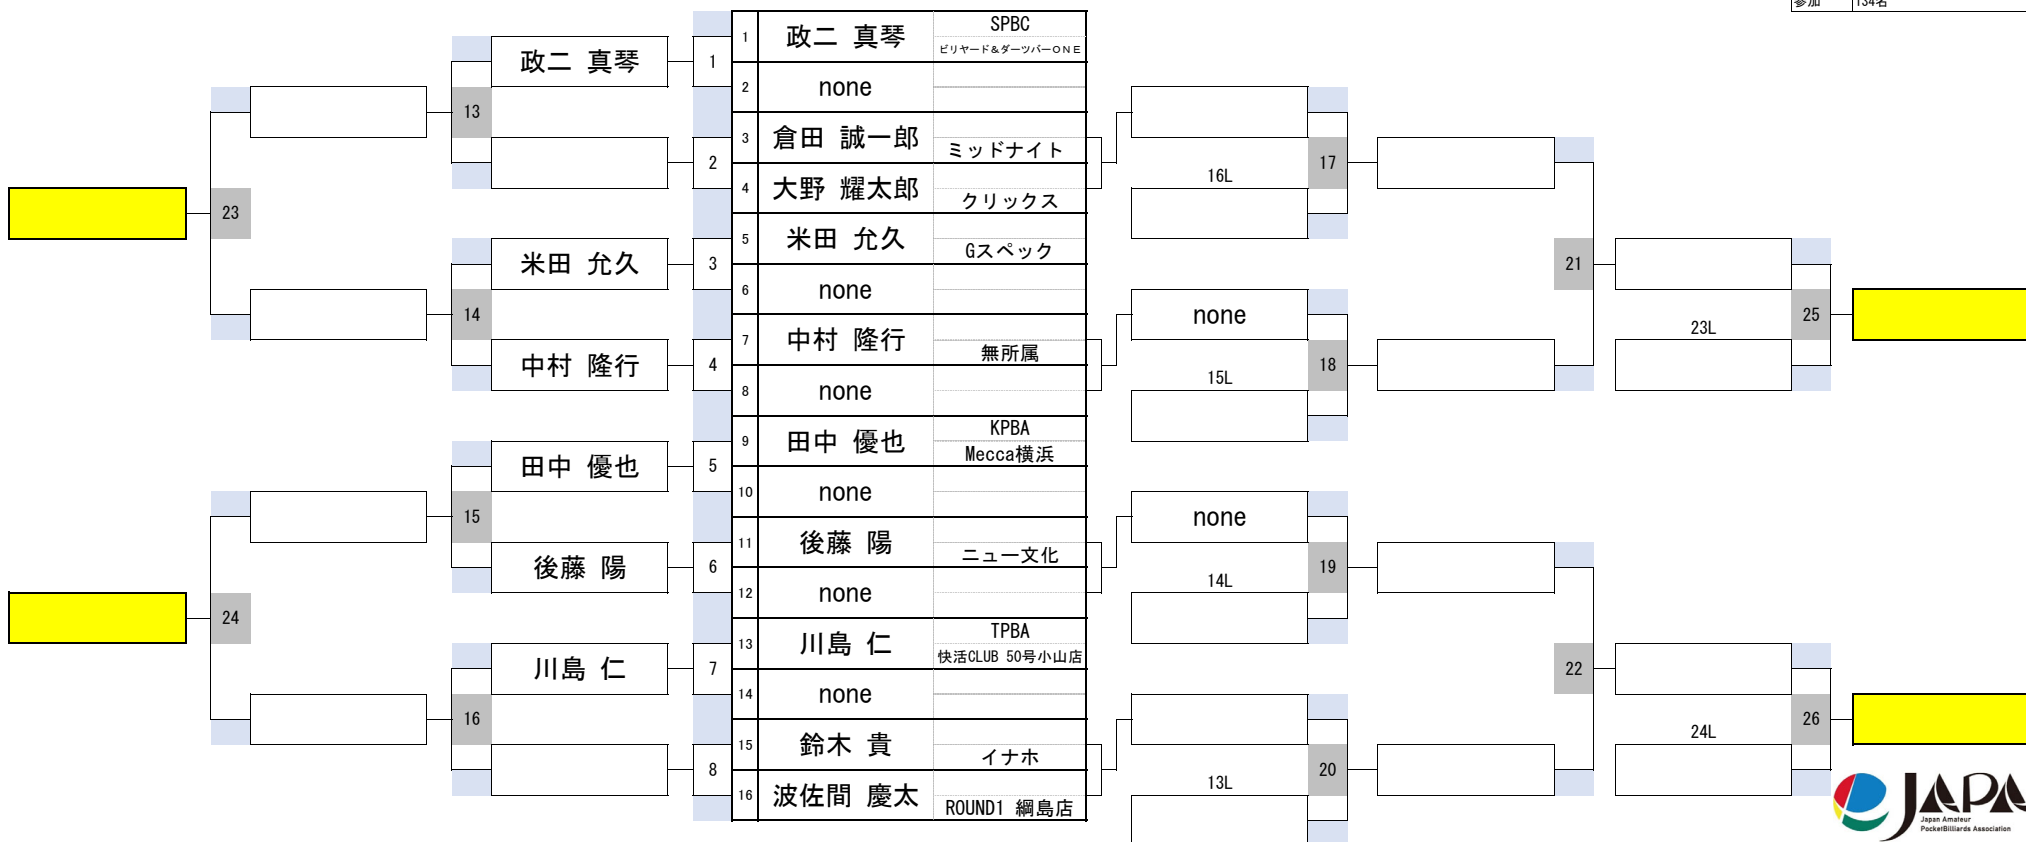 参加 134名
1 政二 真琴 SPBC
ビリヤード&ダーツバーONE
2 none
3 倉田 誠一郎 ミッドナイト
4 大野 耀太郎 クリックス
5 米田 允久 Gスペック
6 none
7 中村 隆行 無所属
8 none
9 田中 優也 KPBA
Mecca横浜
10 none
11 後藤 陽 ニュー文化
12 none
13 川島 仁 TPBA
快活CLUB 50号小山店
14 none
15 鈴木 貴 イナホ
16 波佐間 慶太 ROUND1 綱島店
政二 真琴 1
13
2
23
米田 允久 3
14
中村 隆行 4
田中 優也 5
15
後藤 陽 6
24
川島 仁 7
16
8
17
16L
21
none
18
15L
23L
25
none
19
14L
22
20
13L
24L
26
JAPA
Japan Amateur
PocketBilliards Association